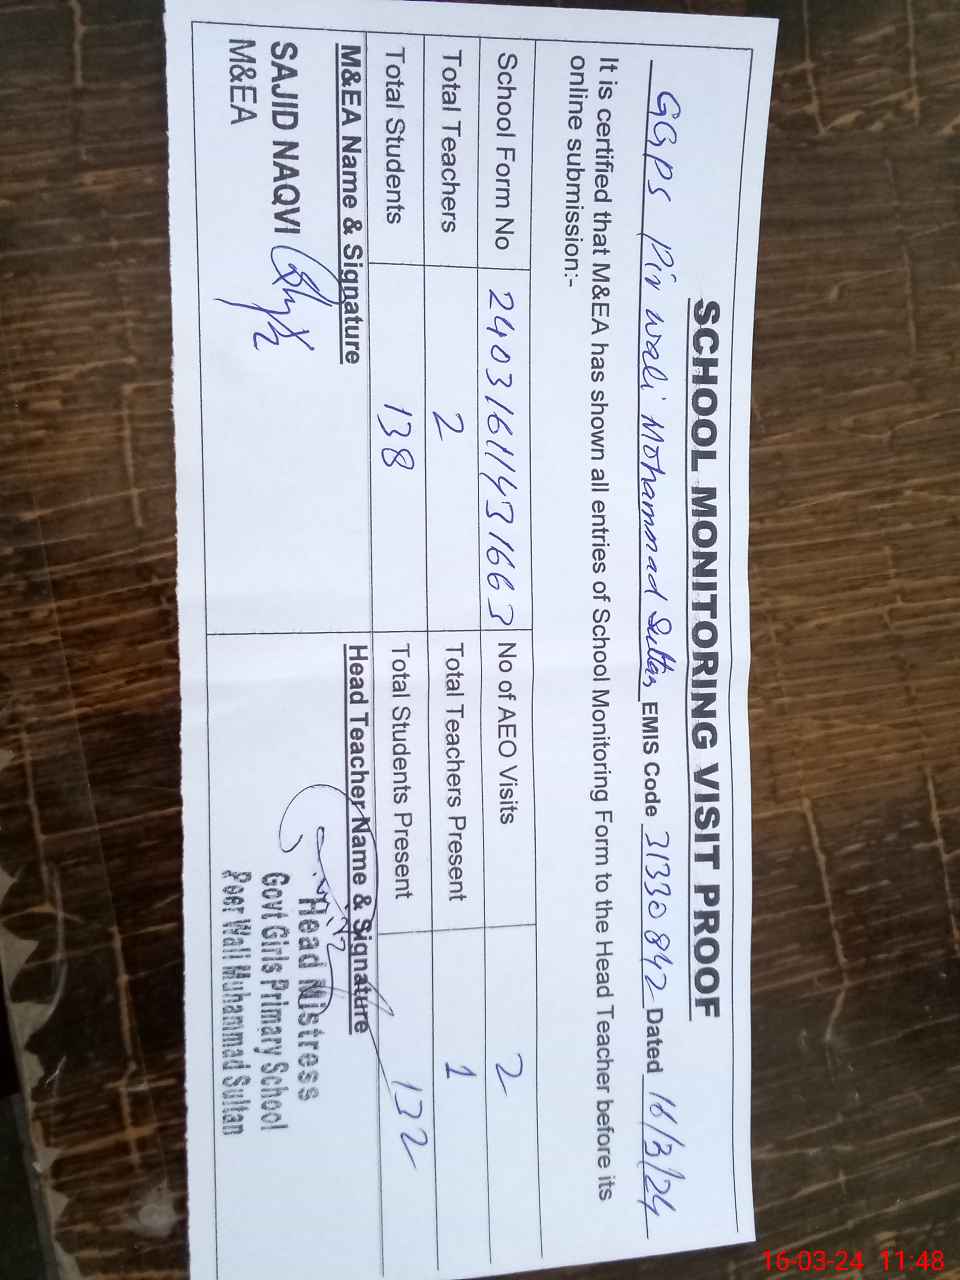 SCHOOL MONITORING VISIT PROOF
GGPS Pir Wali Mohammad Sultan EMIS Code 31330842 Dated 16/3/24
It is certified that M&EA has shown all entries of School Monitoring Form to the Head Teacher before its
online submission:-
School Form No 24031611431663 No of AEO Visits 2
Total Teachers 2 Total Teachers Present 1
Total Students 138 Total Students Present 132
M&EA Name & Signature Head Teacher Name & Signature
SAJID NAQVI
M&EA
Head Mistress
Govt Girls Primary School
Peer Wali Muhammad Sultan
16-03-24 11:48